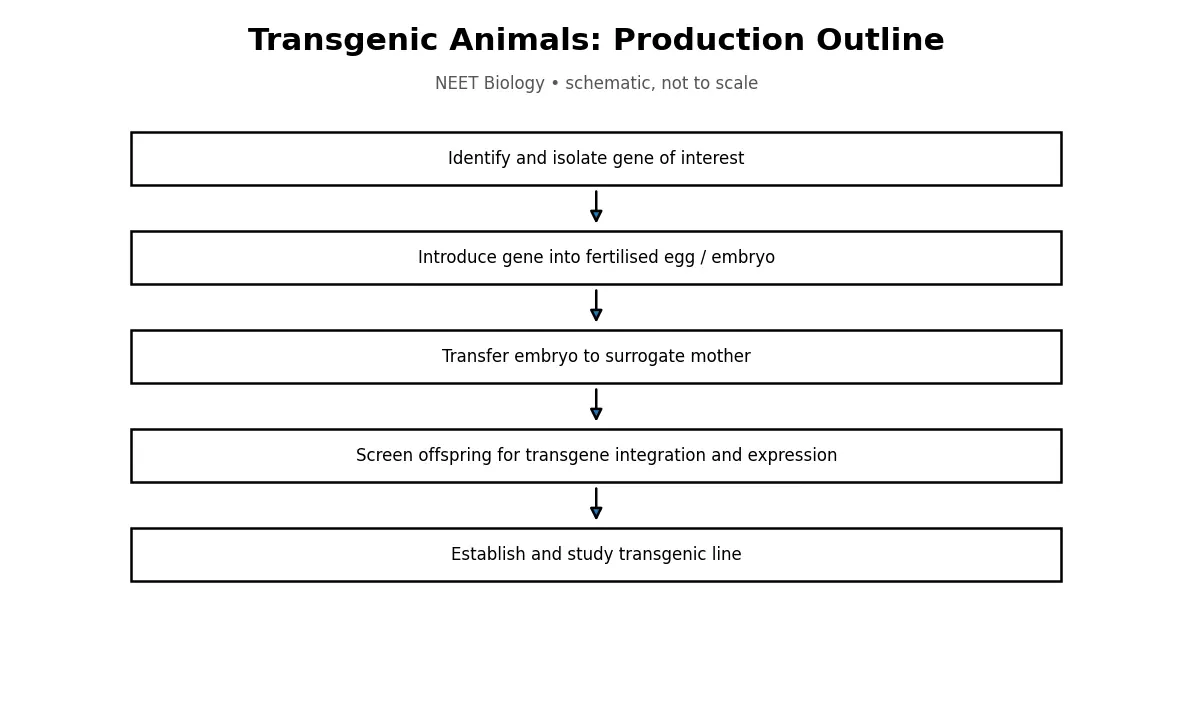 Transgenic Animals: Production Outline
NEET Biology • schematic, not to scale
Identify and isolate gene of interest
Introduce gene into fertilised egg / embryo
Transfer embryo to surrogate mother
Screen offspring for transgene integration and expression
Establish and study transgenic line